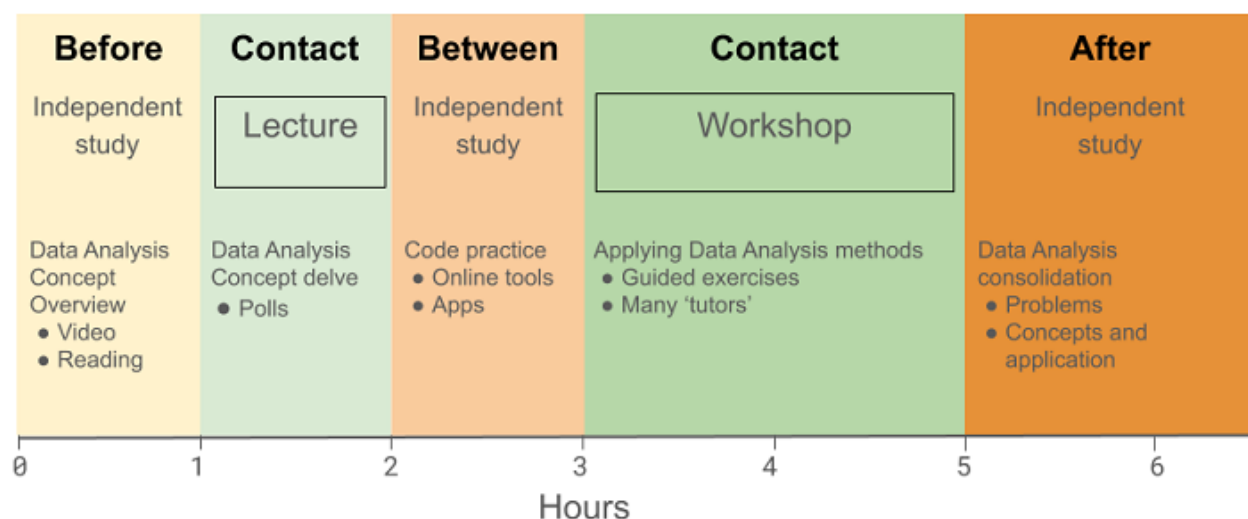 Before
Independent
study
Data Analysis
Concept
Overview
● Video
● Reading
Contact
Lecture
Data Analysis
Concept delve
● Polls
Between
Independent
study
Code practice
● Online tools
● Apps
Contact
Workshop
Applying Data Analysis methods
● Guided exercises
● Many ‘tutors’
After
Independent
study
Data Analysis
consolidation
● Problems
● Concepts and
application
0 1 2 3 4 5 6
Hours